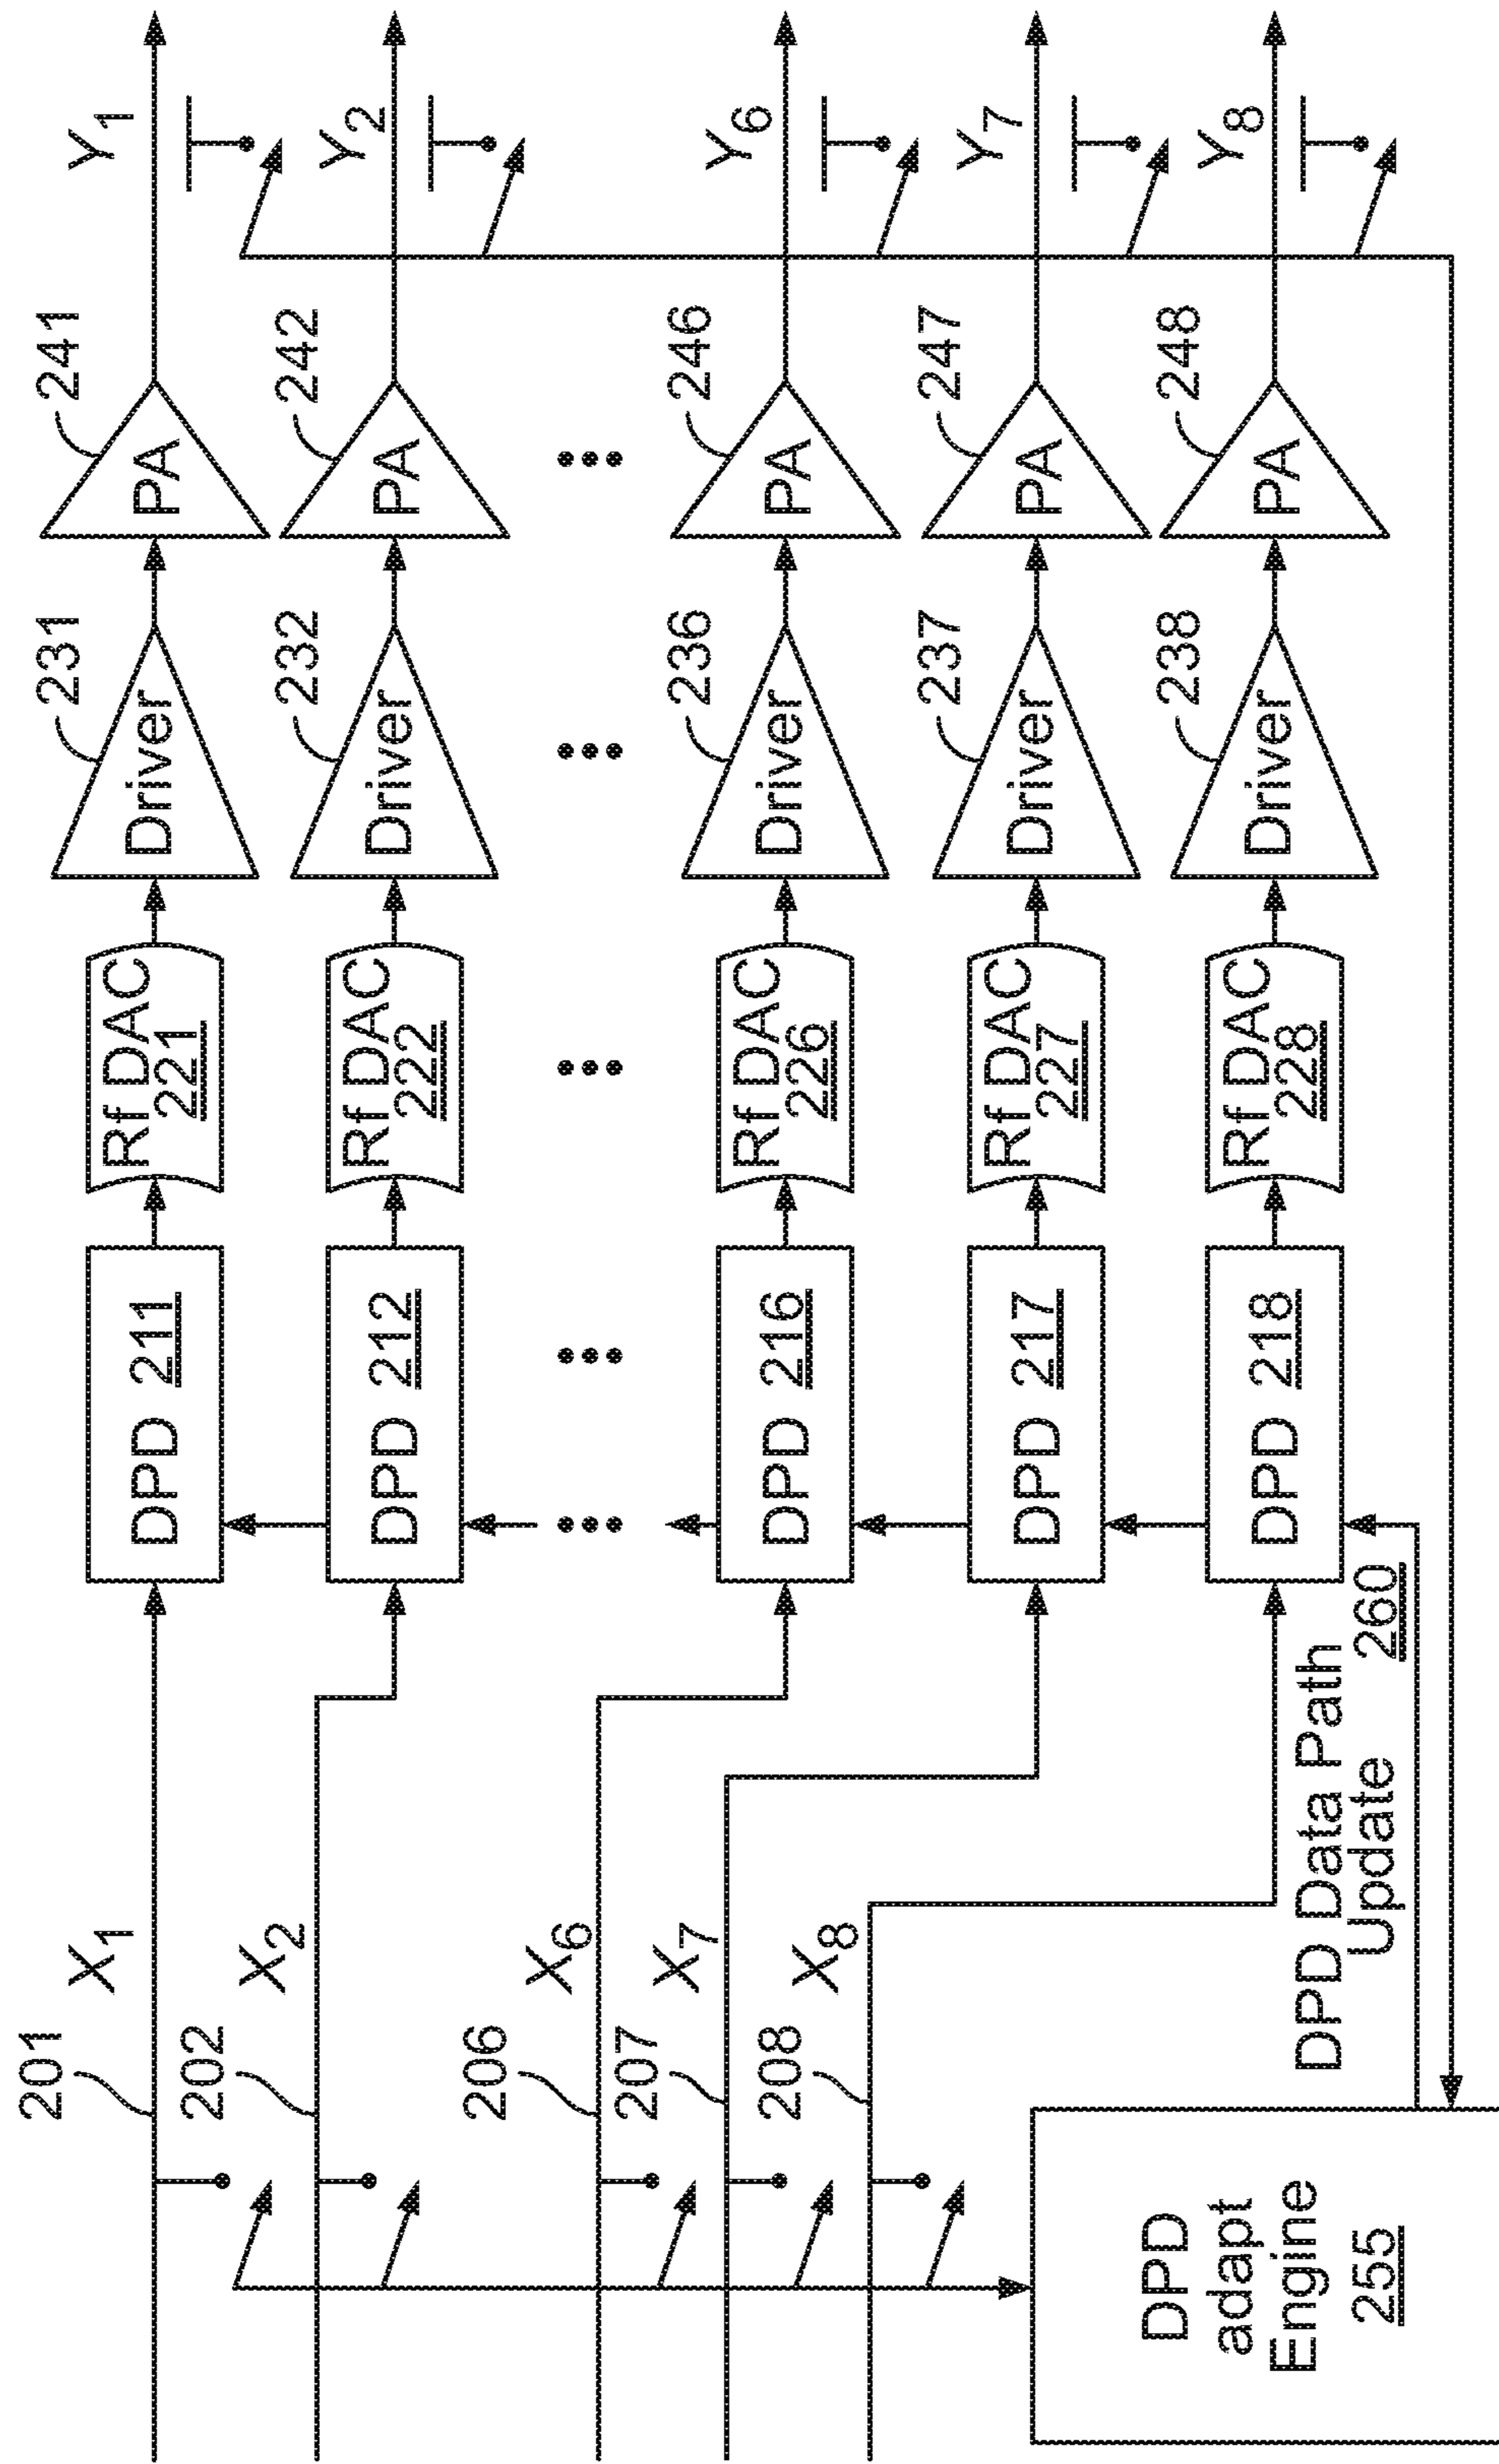 201
X1
DPD 211
Rf DAC
221
231
Driver
241
PA
Y1
202
X2
DPD 212
Rf DAC
222
232
Driver
242
PA
Y2
206
X6
DPD 216
Rf DAC
226
236
Driver
246
PA
Y6
207
X7
DPD 217
Rf DAC
227
237
Driver
247
PA
Y7
208
X8
DPD 218
Rf DAC
228
238
Driver
248
PA
Y8
DPD Data Path
Update 260
DPD
adapt
Engine
255